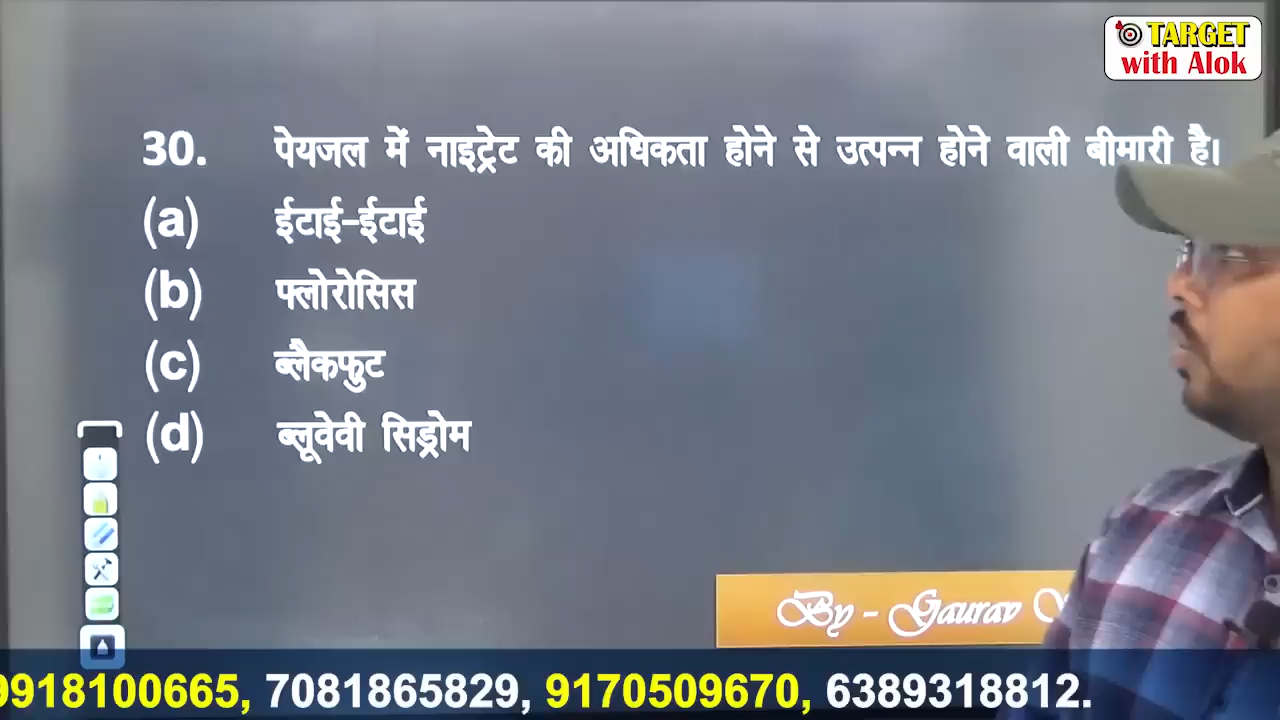 TARGET
with Alok
30. पेयजल में नाइट्रेट की अधिकता होने से उत्पन्न होने वाली बीमारी है।
(a) ईटाई-ईटाई
(b) फ्लोरोसिस
(c) ब्लैकफुट
(d) ब्लूवेवी सिड्रोम
By - Gaurav
9918100665, 7081865829, 9170509670, 6389318812.